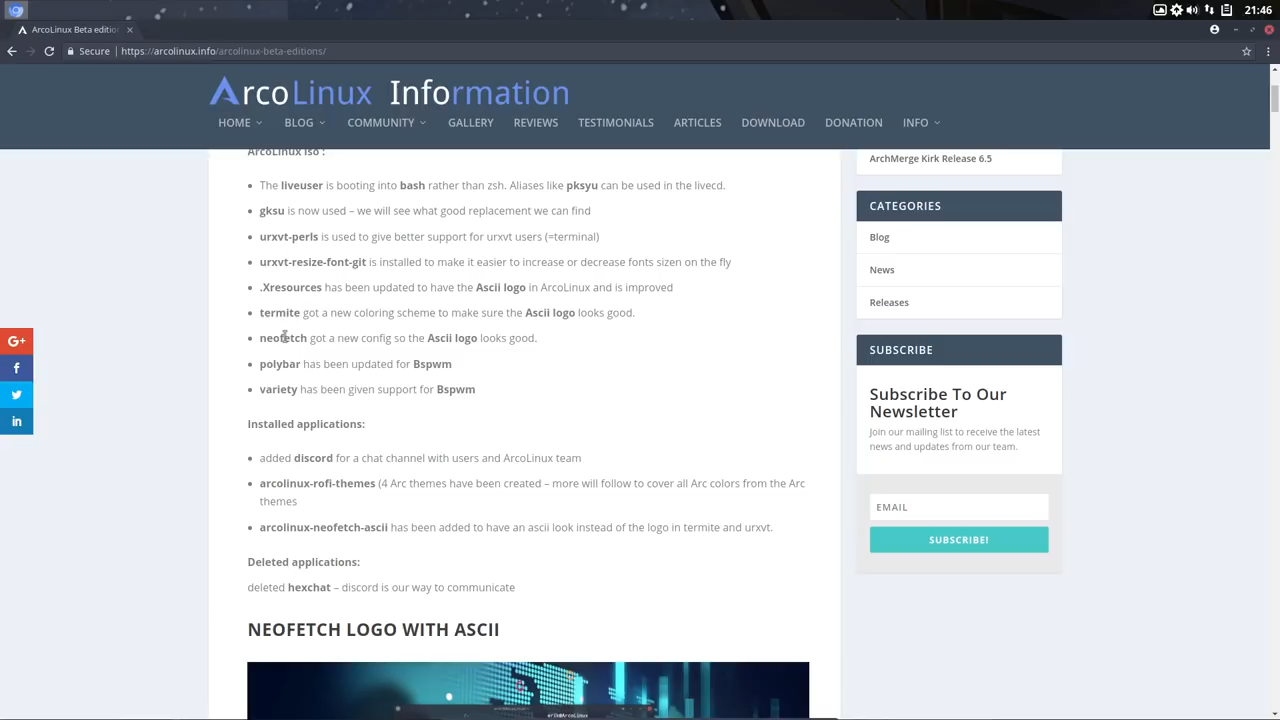 21:46
ArcoLinux Beta editio
Secure | https://arcolinux.info/arcolinux-beta-editions/
ArcoLinux Information
HOME BLOG COMMUNITY GALLERY REVIEWS TESTIMONIALS ARTICLES DOWNLOAD DONATION INFO
ArcoLinux iso :
The liveuser is booting into bash rather than zsh. Aliases like pksyu can be used in the livecd.
gksu is now used – we will see what good replacement we can find
urxvt-perls is used to give better support for urxvt users (=terminal)
urxvt-resize-font-git is installed to make it easier to increase or decrease fonts sizen on the fly
.Xresources has been updated to have the Ascii logo in ArcoLinux and is improved
termite got a new coloring scheme to make sure the Ascii logo looks good.
neofetch got a new config so the Ascii logo looks good.
polybar has been updated for Bspwm
variety has been given support for Bspwm
Installed applications:
added discord for a chat channel with users and ArcoLinux team
arcolinux-rofi-themes (4 Arc themes have been created – more will follow to cover all Arc colors from the Arc
themes
arcolinux-neofetch-ascii has been added to have an ascii look instead of the logo in termite and urxvt.
Deleted applications:
deleted hexchat – discord is our way to communicate
NEOFETCH LOGO WITH ASCII
erik@ArcoLinux
ArchMerge Kirk Release 6.5
CATEGORIES
Blog
News
Releases
SUBSCRIBE
Subscribe To Our
Newsletter
Join our mailing list to receive the latest
news and updates from our team.
EMAIL
SUBSCRIBE!
G+
f
in